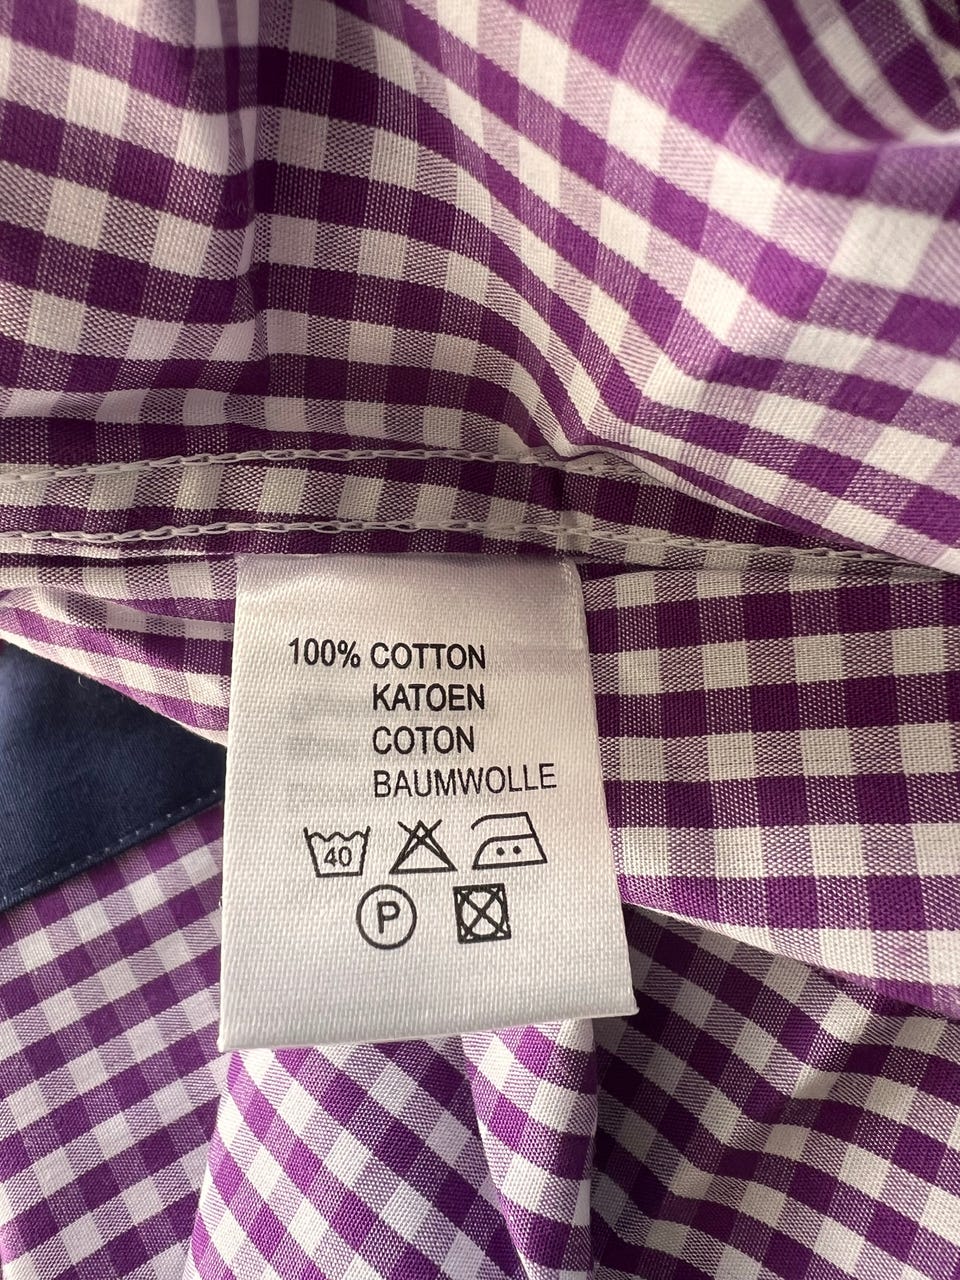 100% COTTON
KATOEN
COTON
BAUMWOLLE
40
P